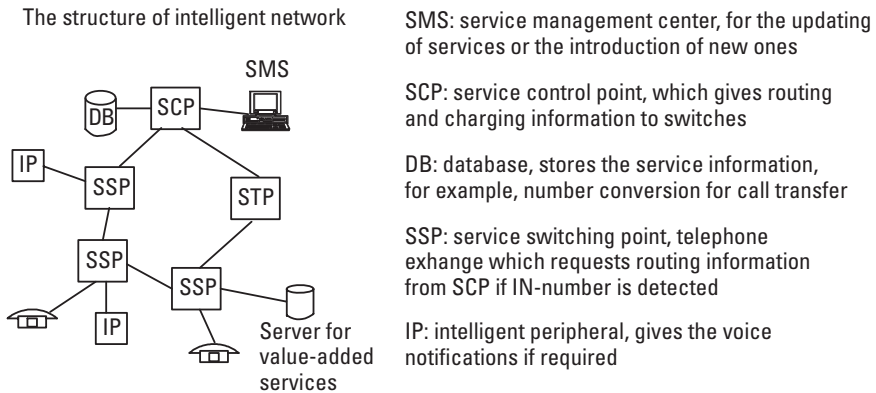 The structure of intelligent network
SMS
DB
SCP
IP
SSP
STP
SSP
SSP
IP
Server for
value-added
services
SMS: service management center, for the updating
of services or the introduction of new ones
SCP: service control point, which gives routing
and charging information to switches
DB: database, stores the service information,
for example, number conversion for call transfer
SSP: service switching point, telephone
exhange which requests routing information
from SCP if IN-number is detected
IP: intelligent peripheral, gives the voice
notifications if required